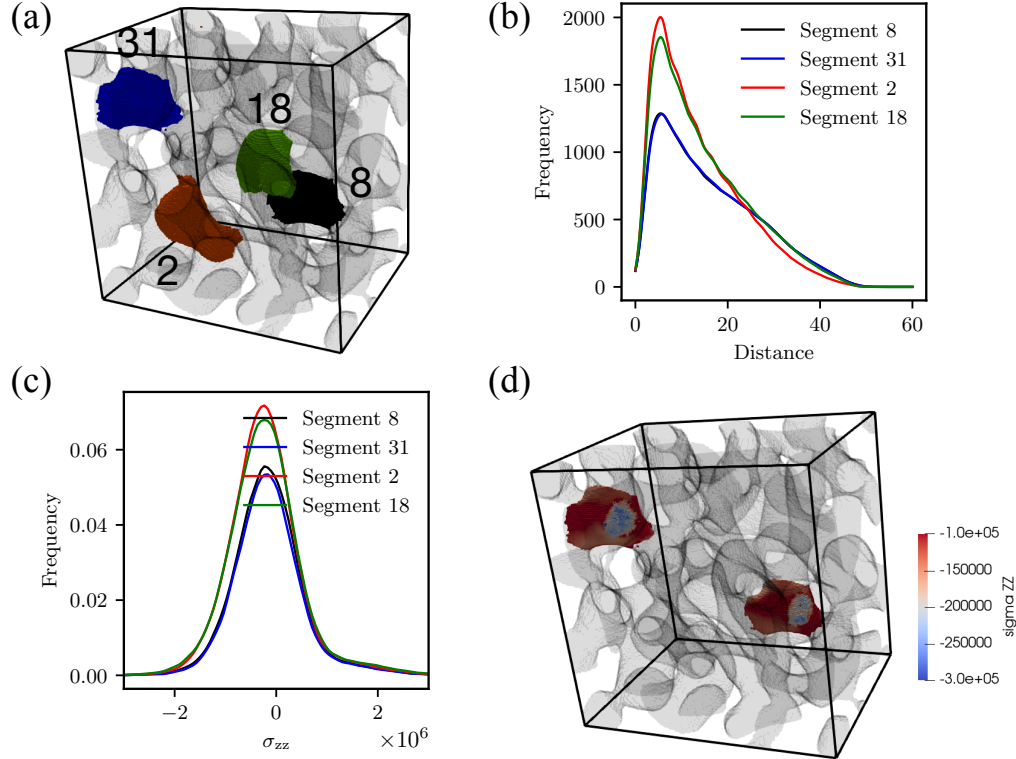 (a)
31
18
8
2
(b)
2000
1500
1000
500
0
Frequency
0 20 40 60
Distance
Segment 8
Segment 31
Segment 2
Segment 18
(c)
0.06
0.04
0.02
0.00
Frequency
−2 0 2
×10⁶
σzz
Segment 8
Segment 31
Segment 2
Segment 18
(d)
-1.0e+05
-150000
-200000
-250000
-3.0e+05
sigma ZZ